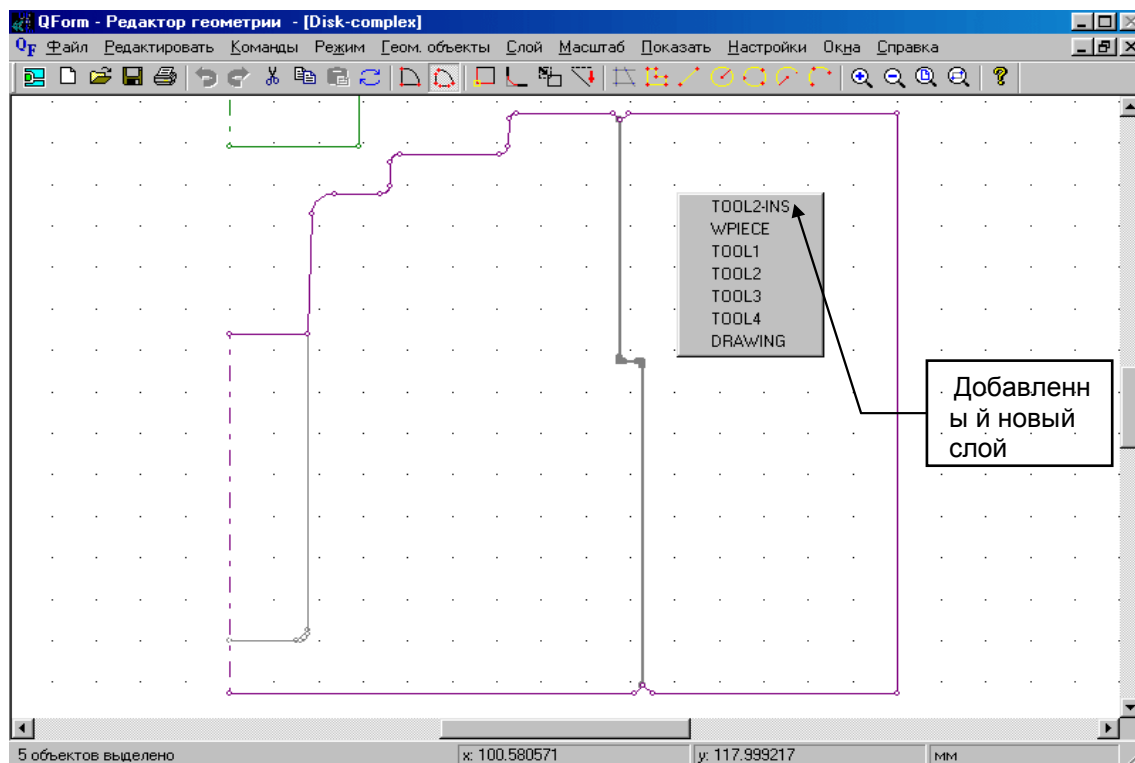 QForm - Редактор геометрии - [Disk-complex]
QF Файл Редактировать Команды Режим Геом. объекты Слой Масштаб Показать Настройки Окна Справка
TOOL2-INS
WPIECE
TOOL1
TOOL2
TOOL3
TOOL4
DRAWING
Добавленн
ы й новый
слой
5 объектов выделено x: 100.580571 y: 117.999217 мм